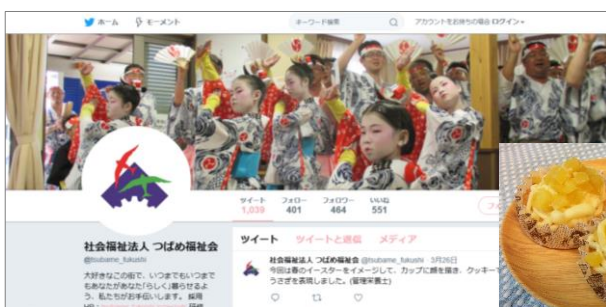 ホーム モーメント キーワード検索 アカウントをお持ちの場合 ログイン
ツイート フォロー フォロワー いいね
1,039 401 464 551
ツイート ツイートと返信 メディア
社会福祉法人 つばめ福祉会
@tsubame_fukushi
大好きなこの街で、いつまでもいつまで
もあなたがあなた「らしく」暮らせるよ
う、私たちがお手伝いします。 採用
社会福祉法人 つばめ福祉会 @tsubame_fukushi · 3月26日
今回は春のイースターをイメージして、カップに顔を描き、クッキーで
うさぎを表現しました。(管理栄養士)